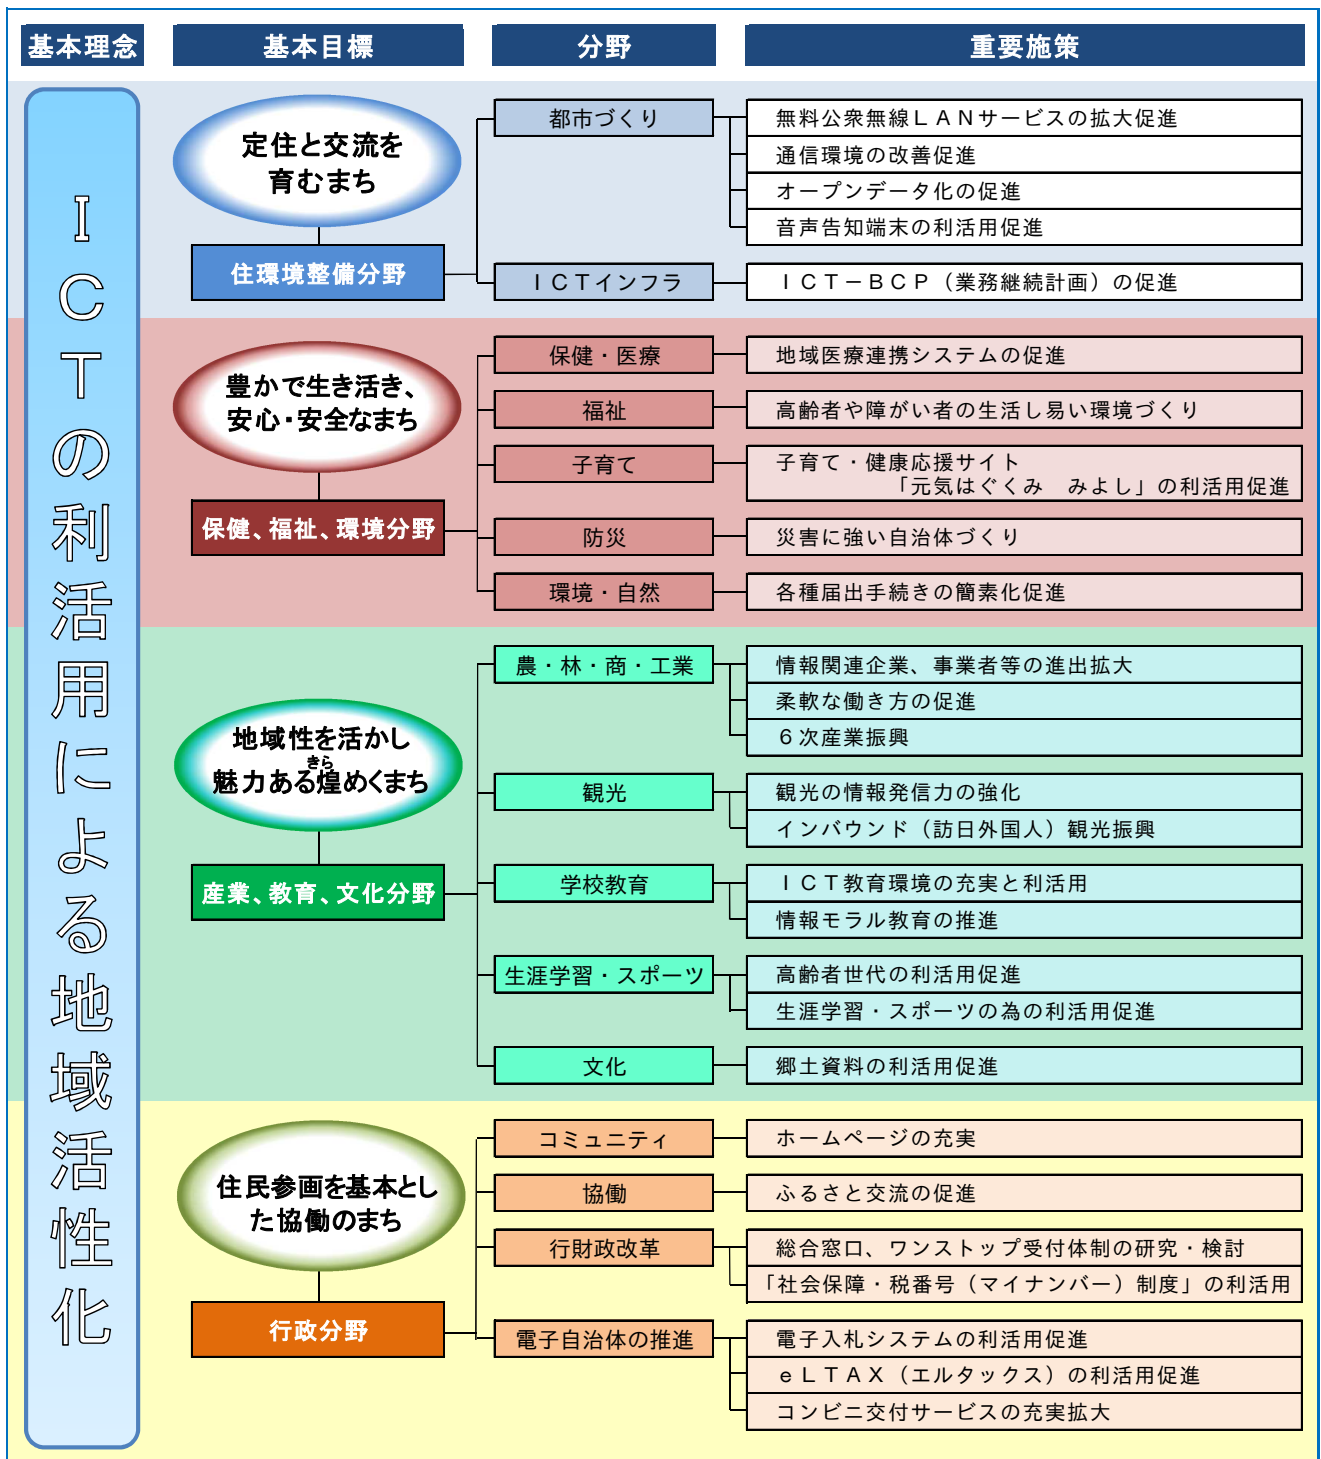 基本理念
基本目標
分野
重要施策
ICTの利活用による地域活性化
定住と交流を
育むまち
住環境整備分野
都市づくり
無料公衆無線ＬＡＮサービスの拡大促進
通信環境の改善促進
オープンデータ化の促進
音声告知端末の利活用促進
ＩＣＴインフラ
ＩＣＴ－ＢＣＰ（業務継続計画）の促進
豊かで生き活き、
安心・安全なまち
保健、福祉、環境分野
保健・医療
地域医療連携システムの促進
福祉
高齢者や障がい者の生活し易い環境づくり
子育て
子育て・健康応援サイト
「元気はぐくみ　みよし」の利活用促進
防災
災害に強い自治体づくり
環境・自然
各種届出手続きの簡素化促進
地域性を活かし
きら
魅力ある煌めくまち
産業、教育、文化分野
農・林・商・工業
情報関連企業、事業者等の進出拡大
柔軟な働き方の促進
６次産業振興
観光
観光の情報発信力の強化
インバウンド（訪日外国人）観光振興
学校教育
ＩＣＴ教育環境の充実と利活用
情報モラル教育の推進
生涯学習・スポーツ
高齢者世代の利活用促進
生涯学習・スポーツの為の利活用促進
文化
郷土資料の利活用促進
住民参画を基本とし
た協働のまち
行政分野
コミュニティ
ホームページの充実
協働
ふるさと交流の促進
行財政改革
総合窓口、ワンストップ受付体制の研究・検討
「社会保障・税番号（マイナンバー）制度」の利活用
電子自治体の推進
電子入札システムの利活用促進
ｅＬＴＡＸ（エルタックス）の利活用促進
コンビニ交付サービスの充実拡大